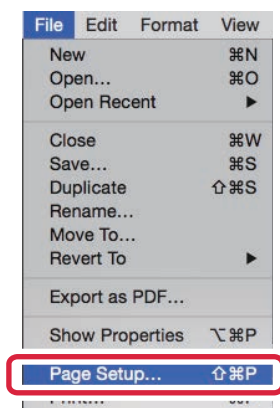 File Edit Format View
New ⌘N
Open... ⌘O
Open Recent ▶
Close ⌘W
Save... ⌘S
Duplicate ⇧⌘S
Rename...
Move To...
Revert To ▶
Export as PDF...
Show Properties ⌥⌘P
Page Setup... ⇧⌘P